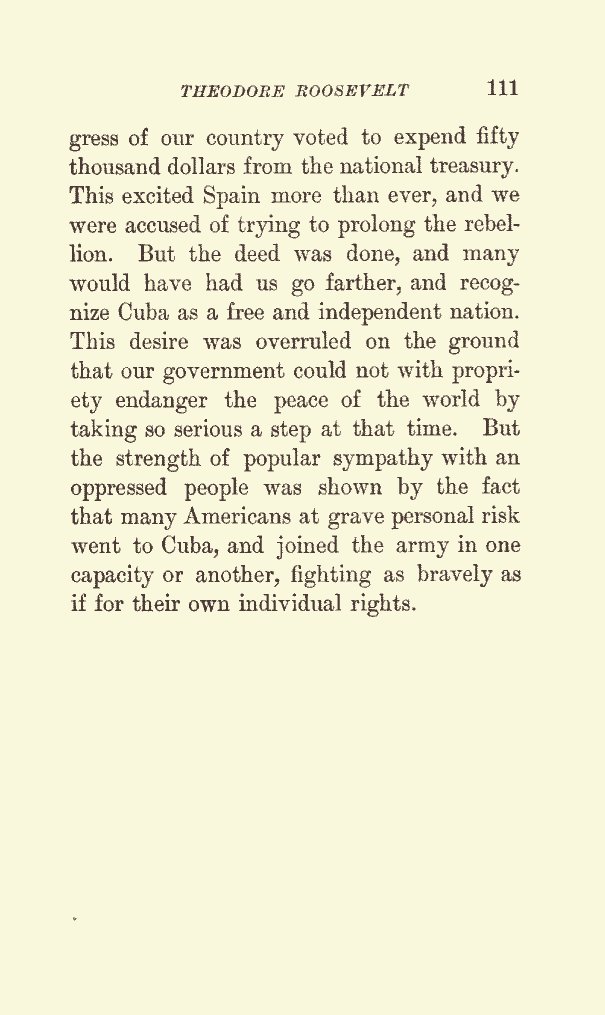 THEODORE ROOSEVELT 111
gress of our country voted to expend fifty
thousand dollars from the national treasury.
This excited Spain more than ever, and we
were accused of trying to prolong the rebel-
lion. But the deed was done, and many
would have had us go farther, and recog-
nize Cuba as a free and independent nation.
This desire was overruled on the ground
that our government could not with propri-
ety endanger the peace of the world by
taking so serious a step at that time. But
the strength of popular sympathy with an
oppressed people was shown by the fact
that many Americans at grave personal risk
went to Cuba, and joined the army in one
capacity or another, fighting as bravely as
if for their own individual rights.